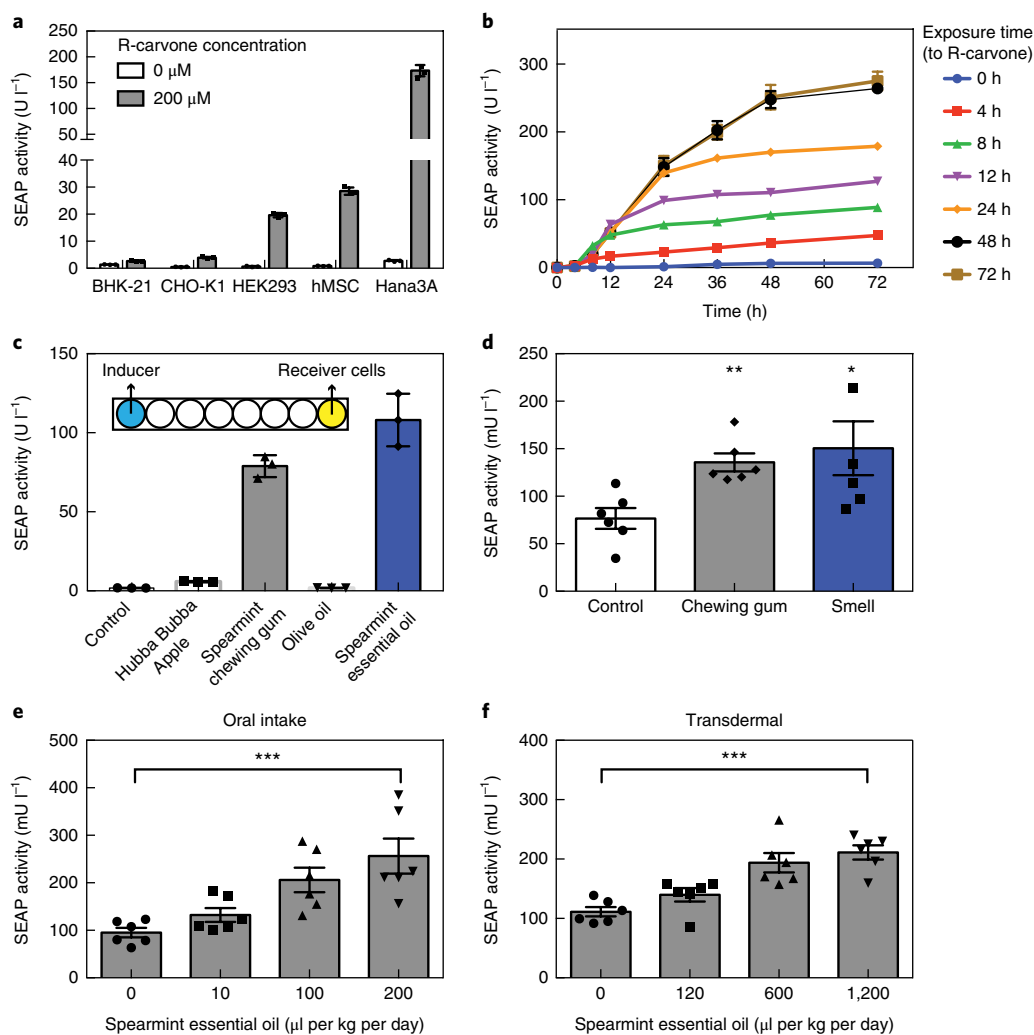 a
R-carvone concentration
0 μM
200 μM
SEAP activity (U l⁻¹)
250
200
150
100
50
40
30
20
10
0
BHK-21 CHO-K1 HEK293 hMSC Hana3A
b
Exposure time
(to R-carvone)
0 h
4 h
8 h
12 h
24 h
48 h
72 h
SEAP activity (U l⁻¹)
300
200
100
0
0 12 24 36 48 60 72
Time (h)
c
Inducer
Receiver cells
SEAP activity (U l⁻¹)
150
100
50
0
Control
Hubba Bubba
Apple
Spearmint
chewing gum
Olive oil
Spearmint
essential oil
d
SEAP activity (mU l⁻¹)
250
200
150
100
50
0
**
*
Control Chewing gum Smell
e
Oral intake
SEAP activity (mU l⁻¹)
500
400
300
200
100
0
***
0 10 100 200
Spearmint essential oil (μl per kg per day)
f
Transdermal
SEAP activity (mU l⁻¹)
400
300
200
100
0
***
0 120 600 1,200
Spearmint essential oil (μl per kg per day)